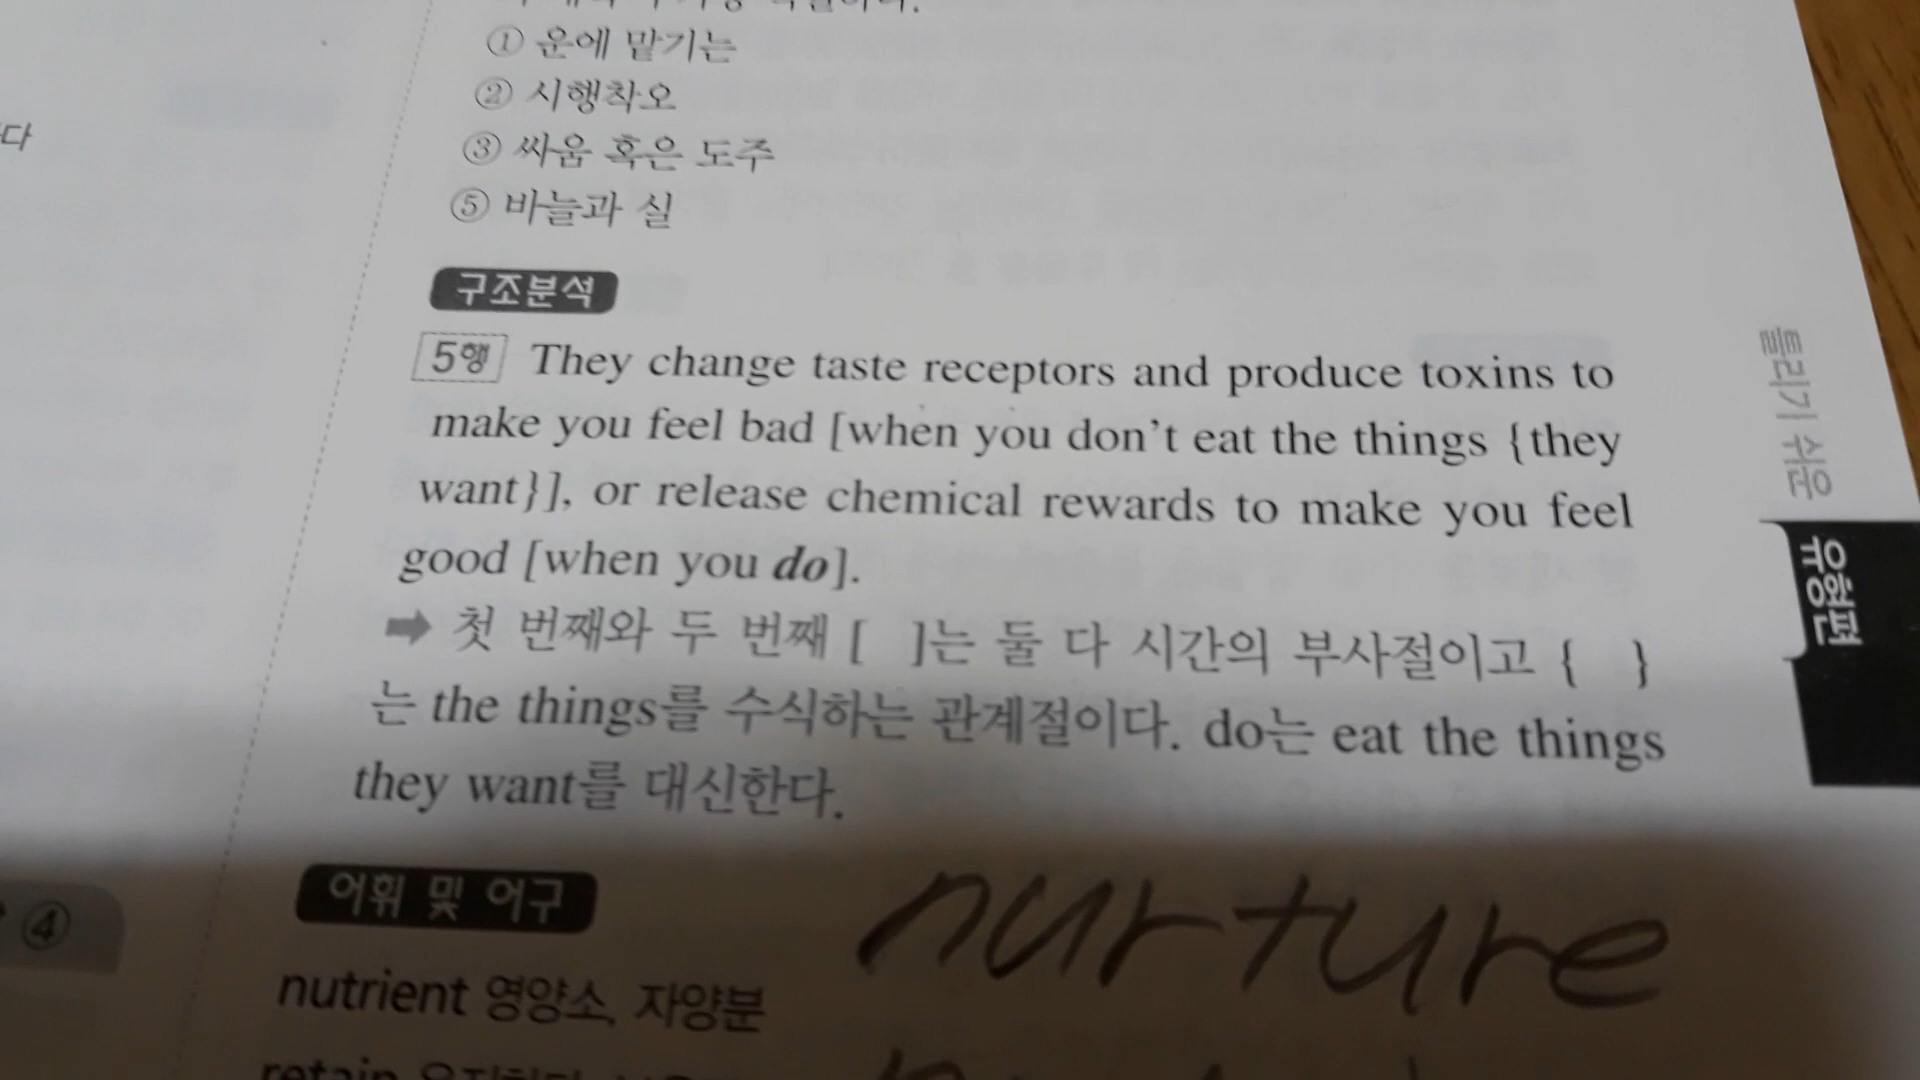 ① 운에 맡기는
② 시행착오
③ 싸움 혹은 도주
⑤ 바늘과 실
구조분석
5행 They change taste receptors and produce toxins to
make you feel bad [when you don't eat the things {they
want}], or release chemical rewards to make you feel
good [when you do].
➡ 첫 번째와 두 번째 [ ]는 둘 다 시간의 부사절이고 { }
는 the things를 수식하는 관계절이다. do는 eat the things
they want를 대신한다.
어휘 및 어구
nurture
nutrient 영양소, 자양분
retain
다
④
틀리기 쉬운
유형편